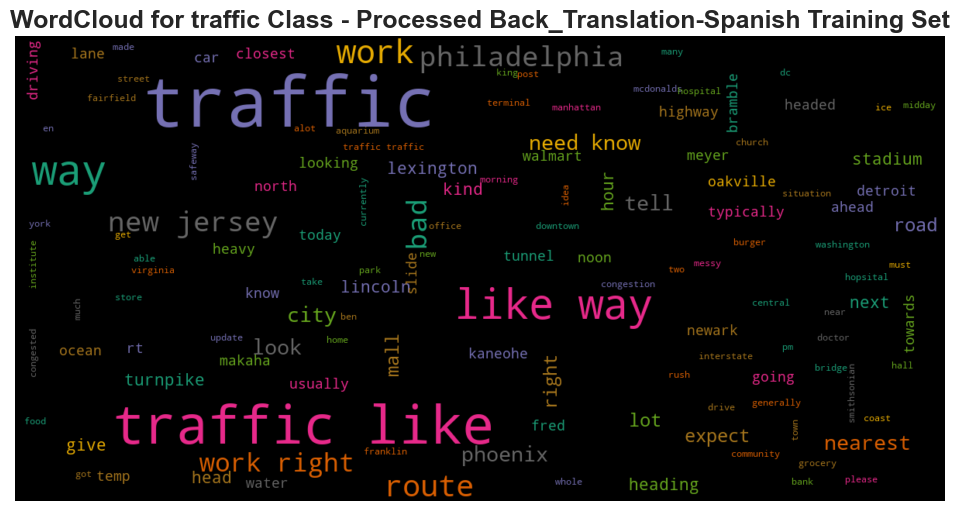 WordCloud for traffic Class - Processed Back_Translation-Spanish Training Set
driving
lane
made
car
closest
work
philadelphia
many
king
post
dc
street
fairfield
traffic
terminal
manhattan
mcdonalds
hospital
highway
bramble
headed
ice
midday
en
safeway
alot
aquarium
traffic traffic
need know
church
way
looking
lexington
walmart
meyer
stadium
north
currently
kind
morning
idea
hour
oakville
situation
detroit
york
new jersey
get
today
bad
office
tell
typically
ahead
road
institute
able
virginia
heavy
slide
new
tunnel
downtown
noon
burger
messy
two
washington
must
hopsital
store
much
know
take
park
lincoln
like way
congestion
central
near
next
towards
city
ben
congested
ocean
rt
update
look
home
mall
kaneohe
newark
interstate
pm
doctor
bridge
hall
makaha
turnpike
usually
right
rush
going
smithsonian
food
traffic like
fred
lot
drive
generally
town
coast
give
expect
nearest
got
temp
work right
head
water
franklin
phoenix
route
whole
heading
community
grocery
bank
please